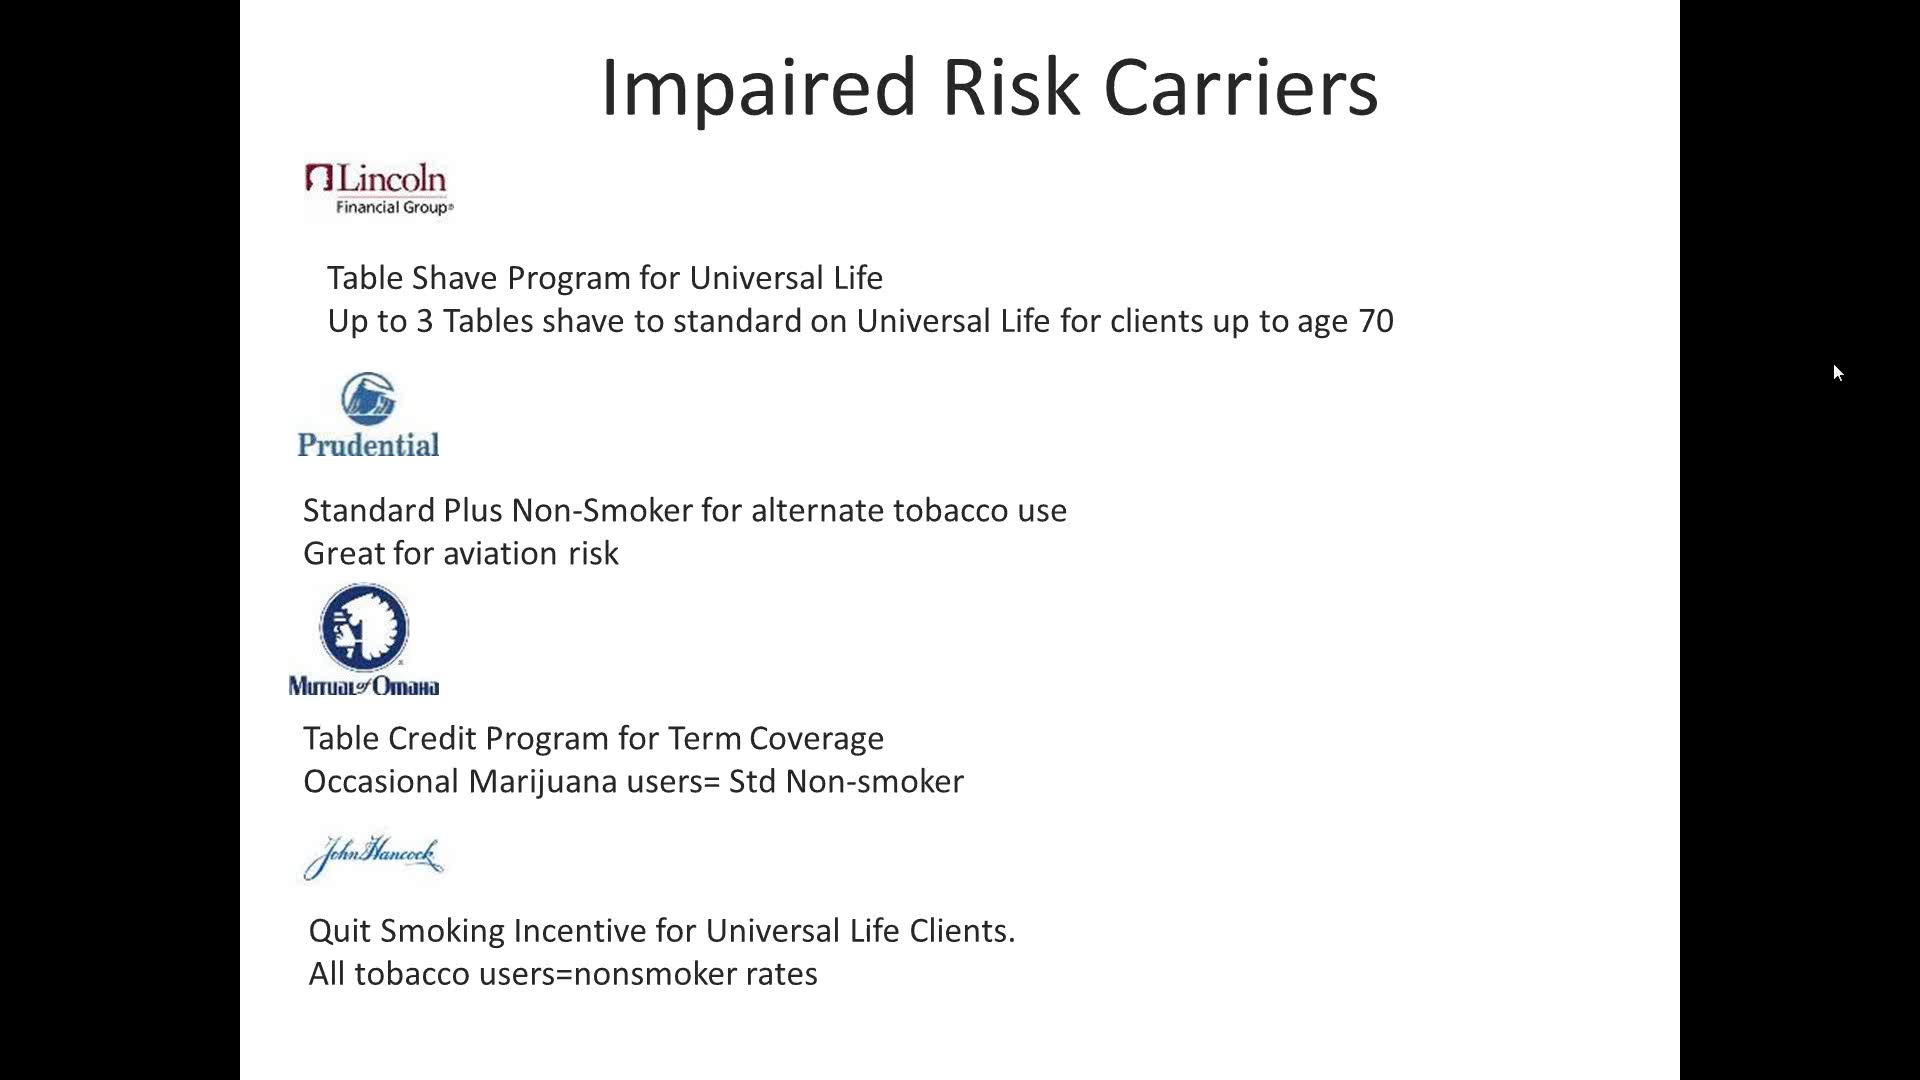 Impaired Risk Carriers
Lincoln
Financial Group®
Table Shave Program for Universal Life
Up to 3 Tables shave to standard on Universal Life for clients up to age 70
Prudential
Standard Plus Non-Smoker for alternate tobacco use
Great for aviation risk
Mutual of Omaha
Table Credit Program for Term Coverage
Occasional Marijuana users= Std Non-smoker
John Hancock
Quit Smoking Incentive for Universal Life Clients.
All tobacco users=nonsmoker rates